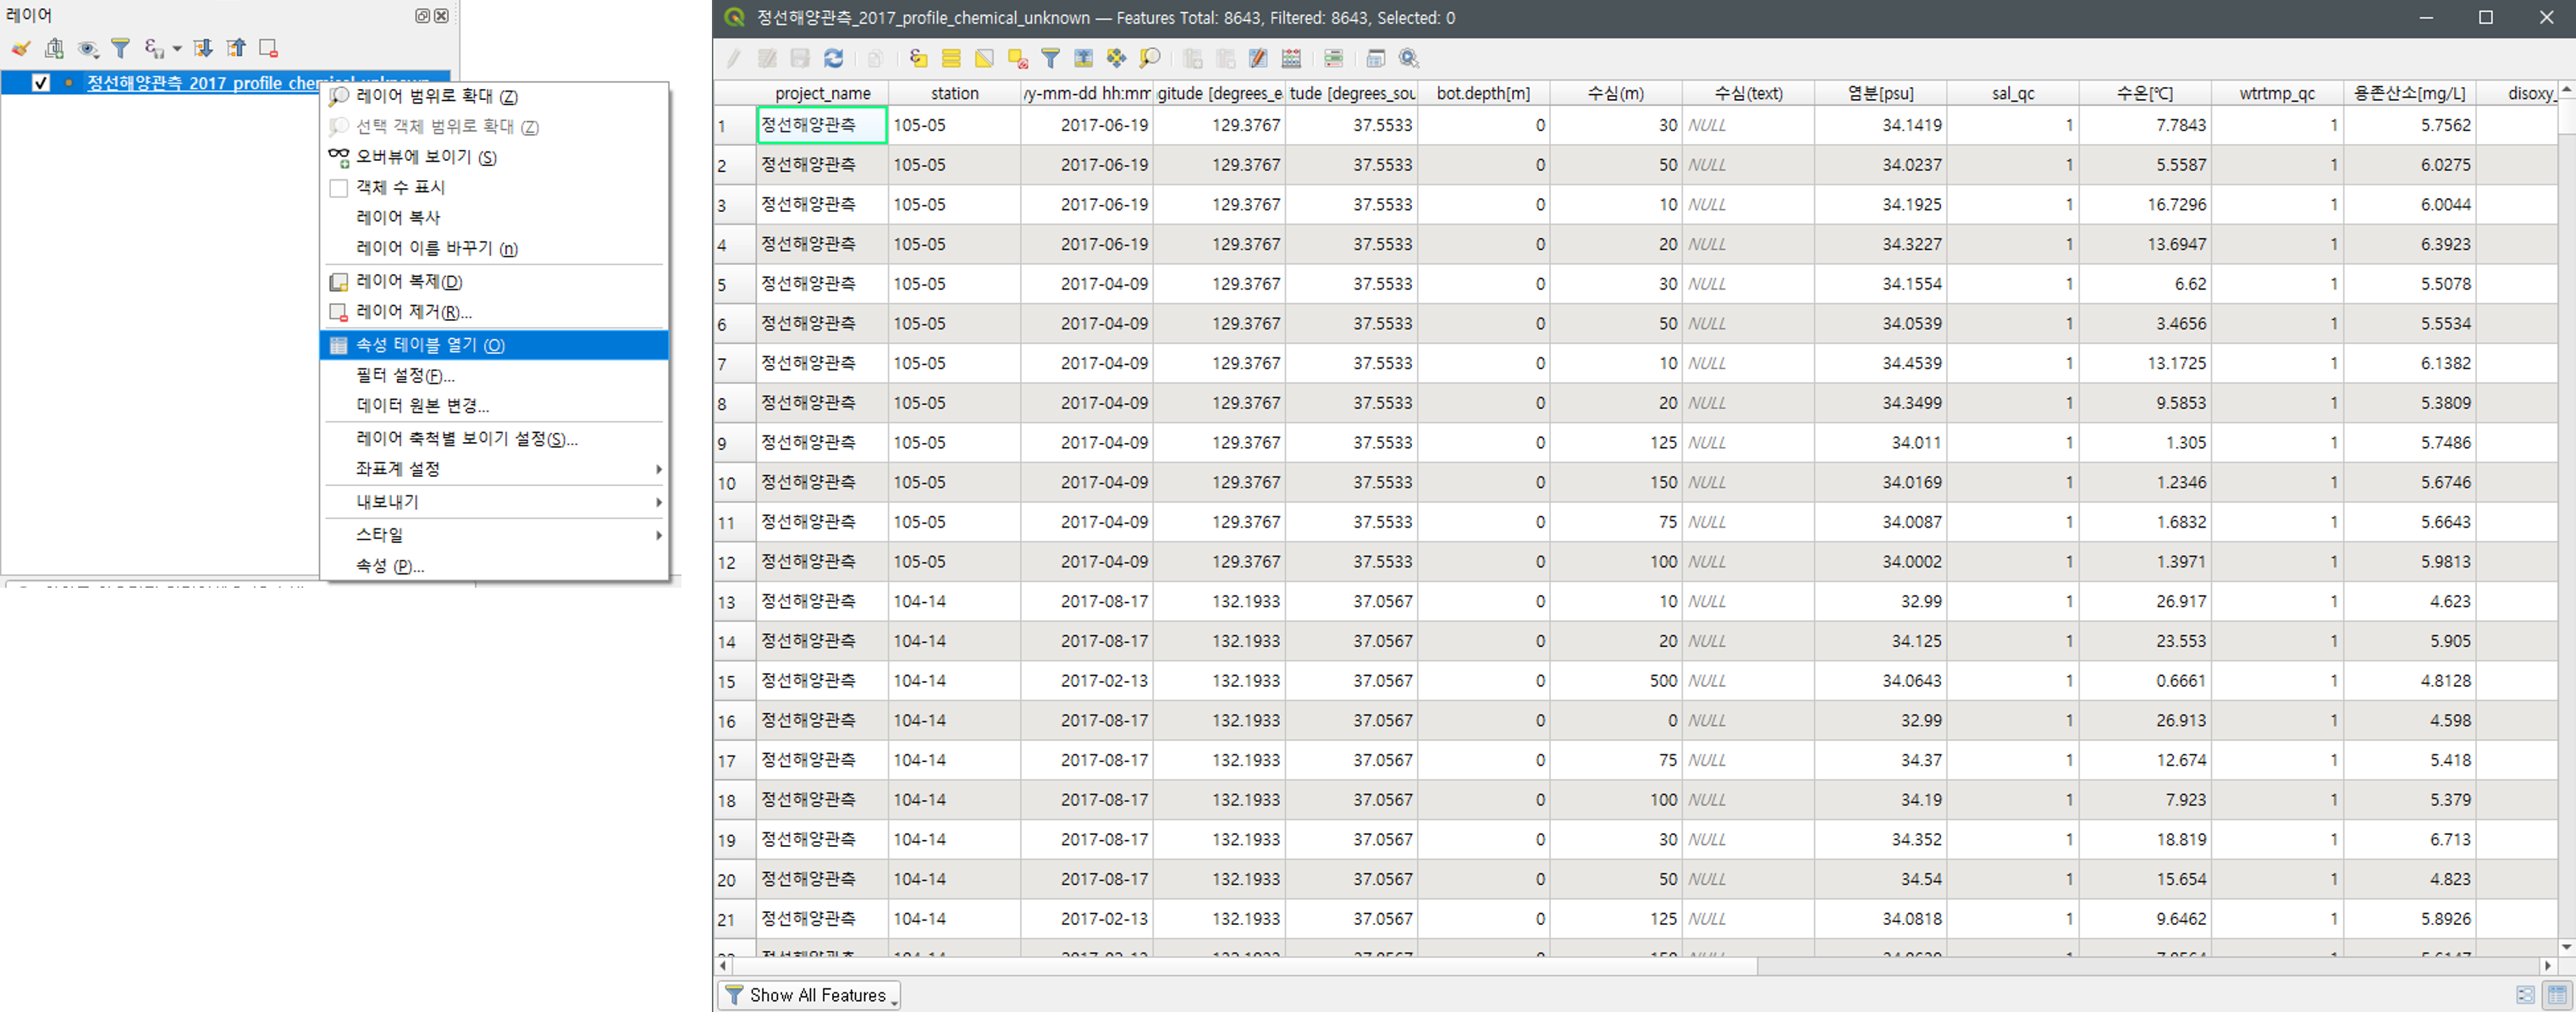 레이어
정선해양관측_2017_profile_che
레이어 범위로 확대 (Z)
선택 객체 범위로 확대 (Z)
오버뷰에 보이기 (S)
객체 수 표시
레이어 복사
레이어 이름 바꾸기 (n)
레이어 복제(D)
레이어 제거(R)...
속성 테이블 열기 (O)
필터 설정(F)...
데이터 원본 변경...
레이어 축척별 보이기 설정(S)...
좌표계 설정
내보내기
스타일
속성 (P)...
정선해양관측_2017_profile_chemical_unknown — Features Total: 8643, Filtered: 8643, Selected: 0
project_name station /y-mm-dd hh:mm gitude [degrees_ea tude [degrees_sou bot.depth[m] 수심(m) 수심(text) 염분[psu] sal_qc 수온[℃] wtrtmp_qc 용존산소[mg/L] disoxy_
1 정선해양관측 105-05 2017-06-19 129.3767 37.5533 0 30 NULL 34.1419 1 7.7843 1 5.7562
2 정선해양관측 105-05 2017-06-19 129.3767 37.5533 0 50 NULL 34.0237 1 5.5587 1 6.0275
3 정선해양관측 105-05 2017-06-19 129.3767 37.5533 0 10 NULL 34.1925 1 16.7296 1 6.0044
4 정선해양관측 105-05 2017-06-19 129.3767 37.5533 0 20 NULL 34.3227 1 13.6947 1 6.3923
5 정선해양관측 105-05 2017-04-09 129.3767 37.5533 0 30 NULL 34.1554 1 6.62 1 5.5078
6 정선해양관측 105-05 2017-04-09 129.3767 37.5533 0 50 NULL 34.0539 1 3.4656 1 5.5534
7 정선해양관측 105-05 2017-04-09 129.3767 37.5533 0 10 NULL 34.4539 1 13.1725 1 6.1382
8 정선해양관측 105-05 2017-04-09 129.3767 37.5533 0 20 NULL 34.3499 1 9.5853 1 5.3809
9 정선해양관측 105-05 2017-04-09 129.3767 37.5533 0 125 NULL 34.011 1 1.305 1 5.7486
10 정선해양관측 105-05 2017-04-09 129.3767 37.5533 0 150 NULL 34.0169 1 1.2346 1 5.6746
11 정선해양관측 105-05 2017-04-09 129.3767 37.5533 0 75 NULL 34.0087 1 1.6832 1 5.6643
12 정선해양관측 105-05 2017-04-09 129.3767 37.5533 0 100 NULL 34.0002 1 1.3971 1 5.9813
13 정선해양관측 104-14 2017-08-17 132.1933 37.0567 0 10 NULL 32.99 1 26.917 1 4.623
14 정선해양관측 104-14 2017-08-17 132.1933 37.0567 0 20 NULL 34.125 1 23.553 1 5.905
15 정선해양관측 104-14 2017-02-13 132.1933 37.0567 0 500 NULL 34.0643 1 0.6661 1 4.8128
16 정선해양관측 104-14 2017-08-17 132.1933 37.0567 0 0 NULL 32.99 1 26.913 1 4.598
17 정선해양관측 104-14 2017-08-17 132.1933 37.0567 0 75 NULL 34.37 1 12.674 1 5.418
18 정선해양관측 104-14 2017-08-17 132.1933 37.0567 0 100 NULL 34.19 1 7.923 1 5.379
19 정선해양관측 104-14 2017-08-17 132.1933 37.0567 0 30 NULL 34.352 1 18.819 1 6.713
20 정선해양관측 104-14 2017-08-17 132.1933 37.0567 0 50 NULL 34.54 1 15.654 1 4.823
21 정선해양관측 104-14 2017-02-13 132.1933 37.0567 0 125 NULL 34.0818 1 9.6462 1 5.8926
Show All Features